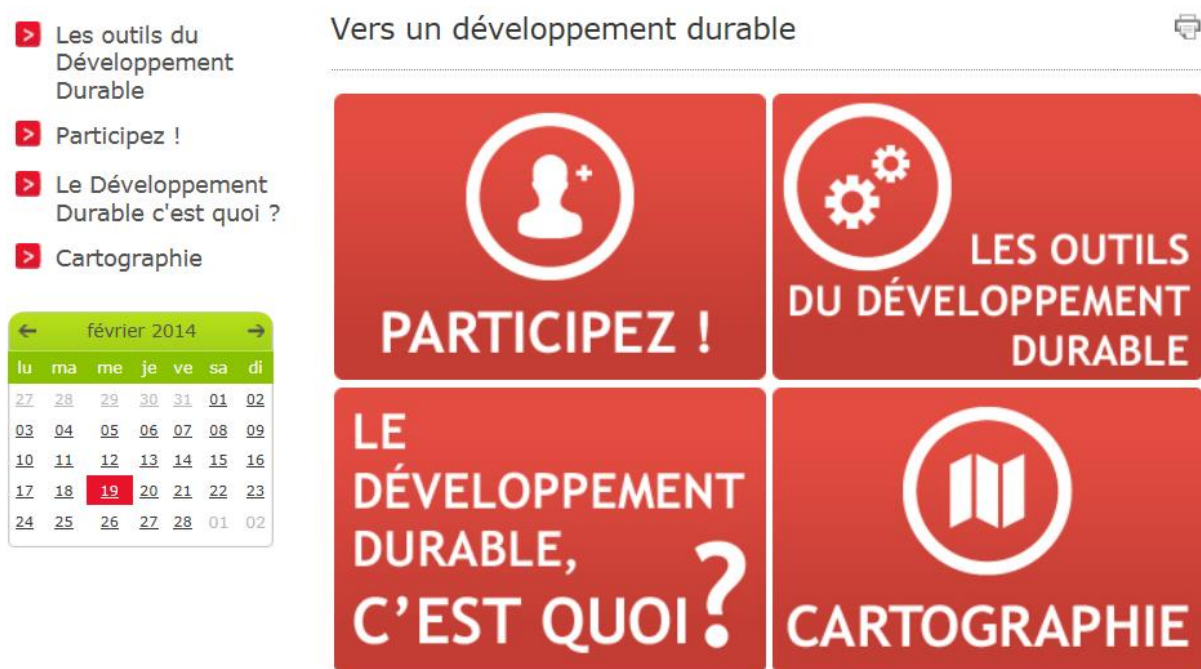 Les outils du
Développement
Durable
Participez !
Le Développement
Durable c'est quoi ?
Cartographie
février 2014
lu ma me je ve sa di
27 28 29 30 31 01 02
03 04 05 06 07 08 09
10 11 12 13 14 15 16
17 18 19 20 21 22 23
24 25 26 27 28 01 02
Vers un développement durable
PARTICIPEZ !
LES OUTILS
DU DÉVELOPPEMENT
DURABLE
LE
DÉVELOPPEMENT
DURABLE,
C'EST QUOI ?
CARTOGRAPHIE